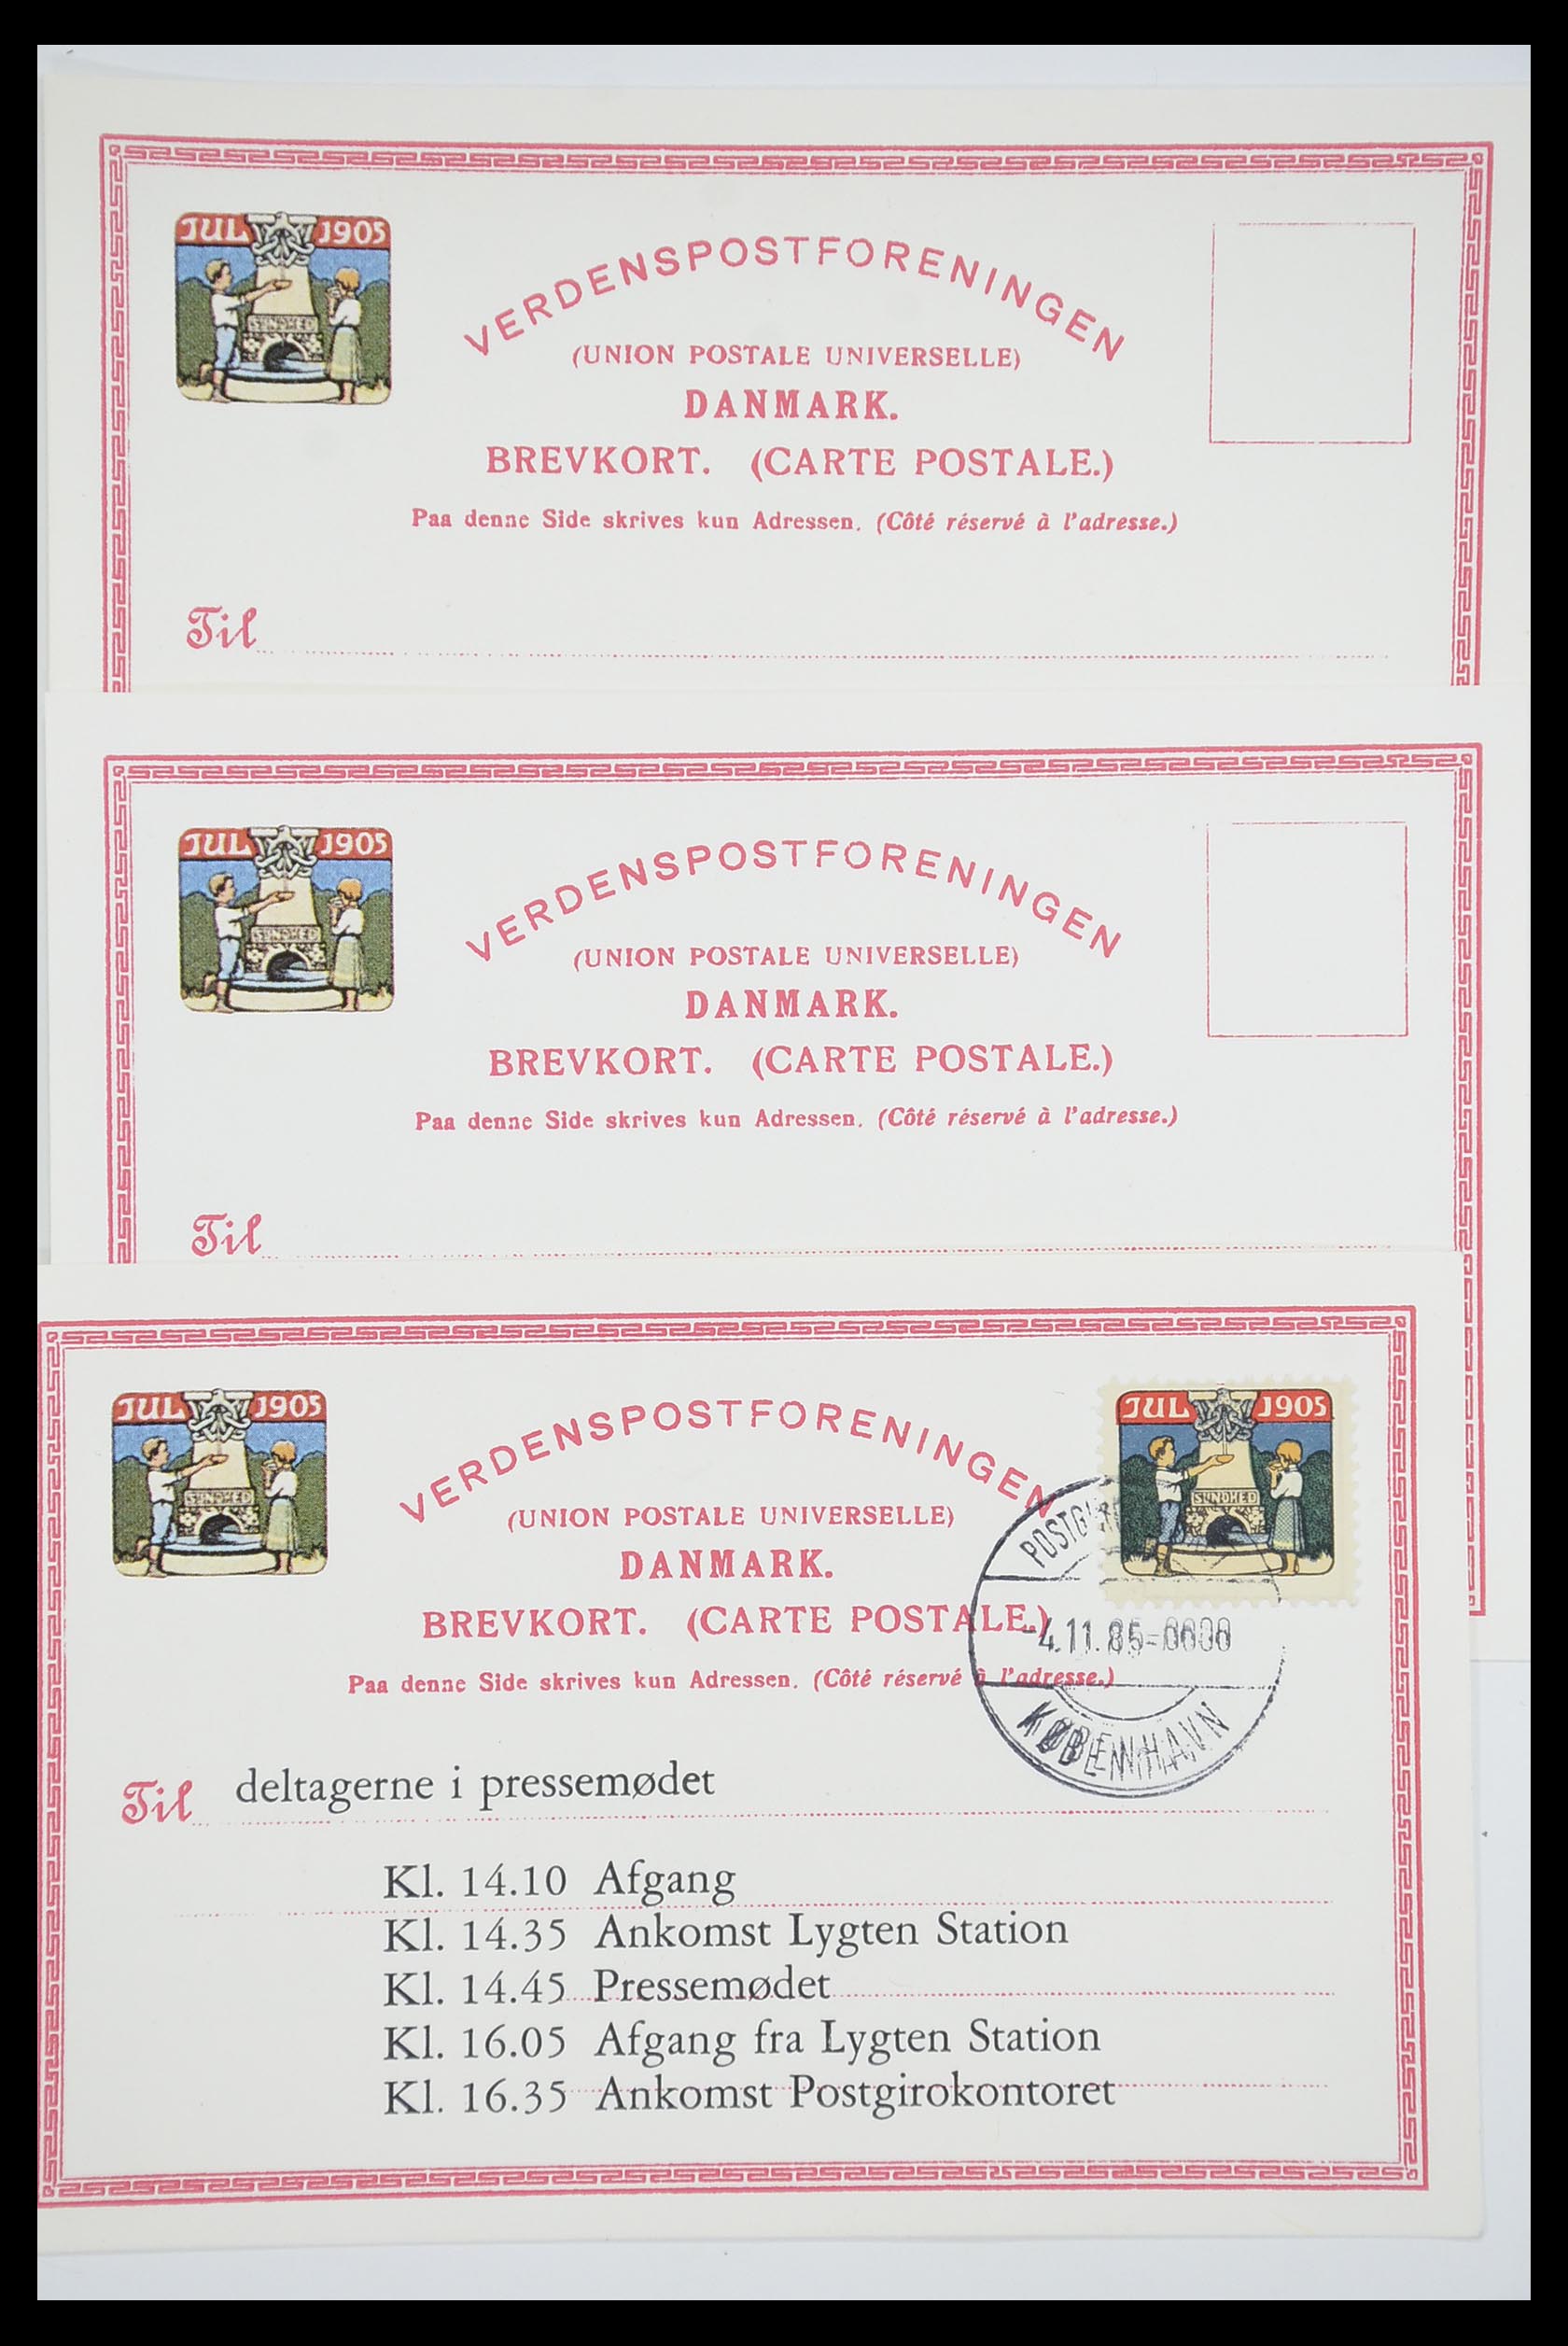 JUL 1905
SUNDHED
VERDENSPOSTFORENINGEN
(UNION POSTALE UNIVERSELLE)
DANMARK.
BREVKORT. (CARTE POSTALE.)
Paa denne Side skrives kun Adressen. (Côté réservé à l'adresse.)
Til
JUL 1905
SUNDHED
VERDENSPOSTFORENINGEN
(UNION POSTALE UNIVERSELLE)
DANMARK.
BREVKORT. (CARTE POSTALE.)
Paa denne Side skrives kun Adressen. (Côté réservé à l'adresse.)
Til
JUL 1905
SUNDHED
VERDENSPOSTFORENINGEN
(UNION POSTALE UNIVERSELLE)
DANMARK.
BREVKORT. (CARTE POSTALE.)
Paa denne Side skrives kun Adressen. (Côté réservé à l'adresse.)
JUL 1905
SUNDHED
-4.11.85
KØBENHAVN
Til deltagerne i pressemødet
Kl. 14.10 Afgang
Kl. 14.35 Ankomst Lygten Station
Kl. 14.45 Pressemødet
Kl. 16.05 Afgang fra Lygten Station
Kl. 16.35 Ankomst Postgirokontoret